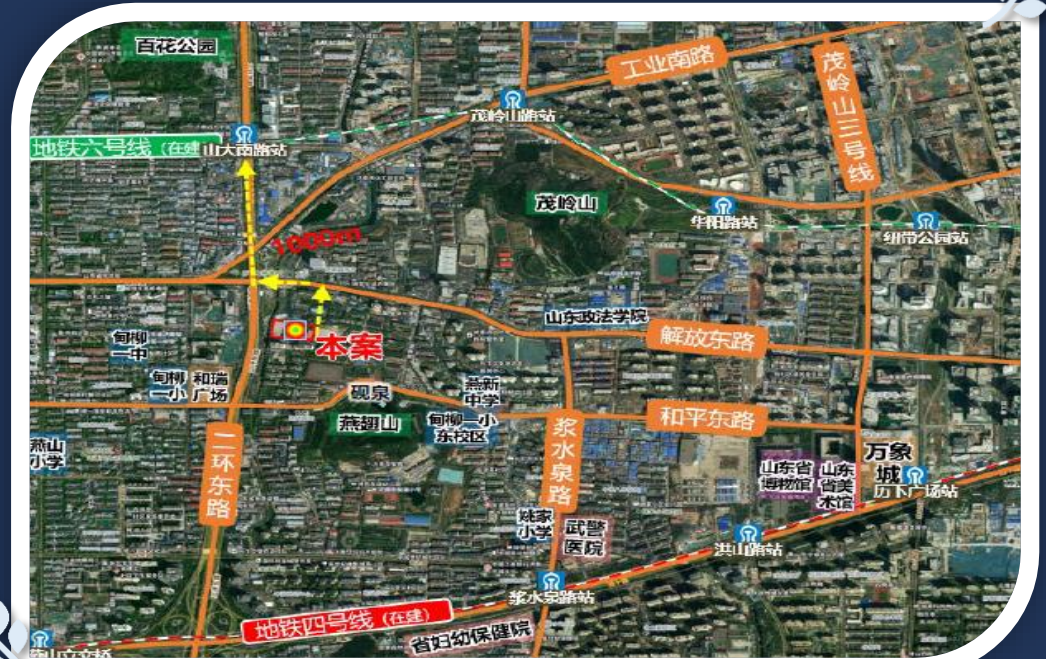 百花公园
工业南路
茂岭山三号线
茂岭山路站
地铁六号线（在建）
山大南路站
茂岭山
华阳路站
纽带公园站
1000m
山东政法学院
本案
解放东路
甸柳
一中
甸柳
一小
和瑞
广场
砚泉
燕新
中学
燕翅山
甸柳一小
东校区
和平东路
燕山
小学
二环东路
浆水泉路
万象
城
山东省
博物馆
山东
省美
术馆
历下广场站
姚家
小学
武警
医院
洪山路站
浆水泉路站
地铁四号线（在建）
省妇幼保健院
燕山立交桥